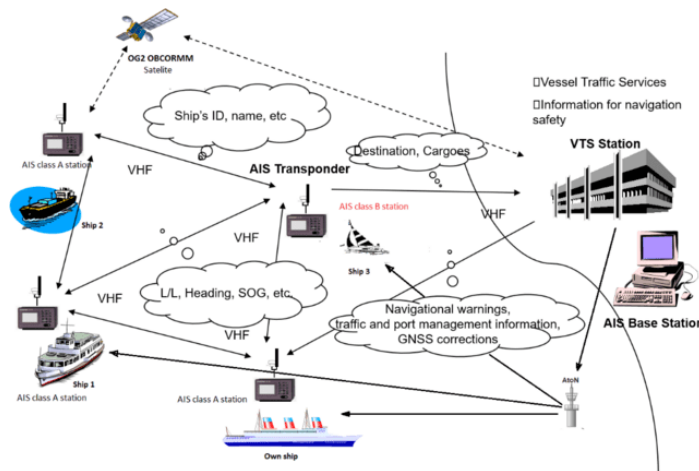 OG2 OBCORMM
Satelite
Ship's ID, name, etc
▯Vessel Traffic Services
▯Information for navigation
safety
VTS Station
AIS class A station
VHF
AIS Transponder
Destination, Cargoes
AIS class B station
VHF
Ship 2
VHF
Ship 3
L/L, Heading, SOG, etc
VHF
VHF
Navigational warnings,
traffic and port management information,
GNSS corrections
AIS Base Station
Ship 1
AIS class A station
AIS class A station
AtoN
Own ship